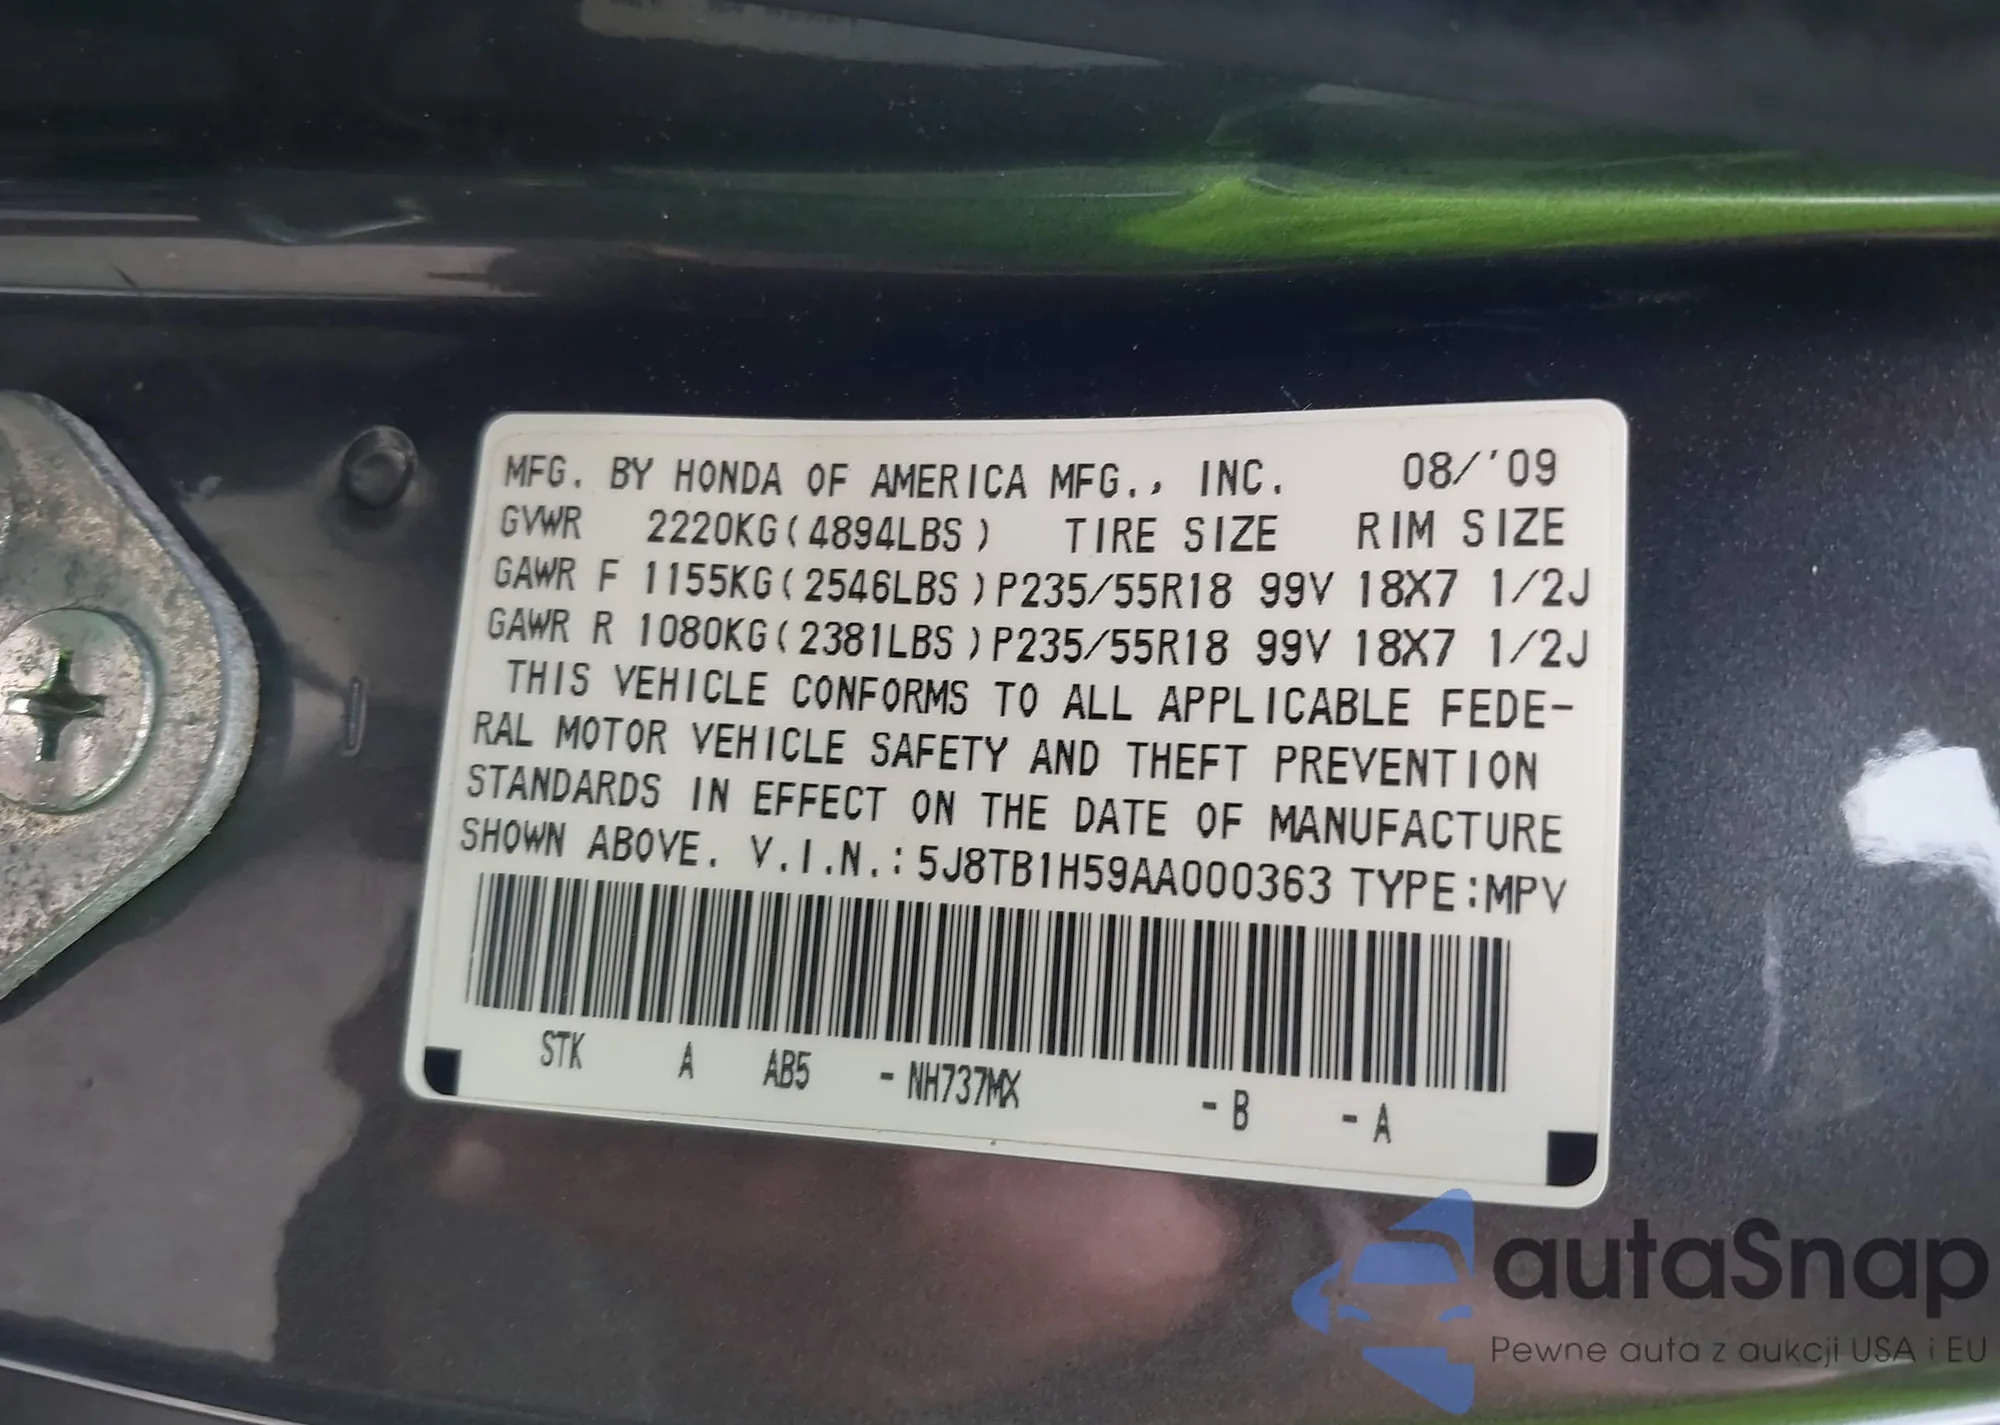 MFG. BY HONDA OF AMERICA MFG., INC. 08/'09
GVWR 2220KG(4894LBS) TIRE SIZE RIM SIZE
GAWR F 1155KG(2546LBS)P235/55R18 99V 18X7 1/2J
GAWR R 1080KG(2381LBS)P235/55R18 99V 18X7 1/2J
THIS VEHICLE CONFORMS TO ALL APPLICABLE FEDE-
RAL MOTOR VEHICLE SAFETY AND THEFT PREVENTION
STANDARDS IN EFFECT ON THE DATE OF MANUFACTURE
SHOWN ABOVE. V.I.N.:5J8TB1H59AA000363 TYPE:MPV
STK A AB5 -NH737MX -B -A
autaSnap
Pewne auta z aukcji USA i EU